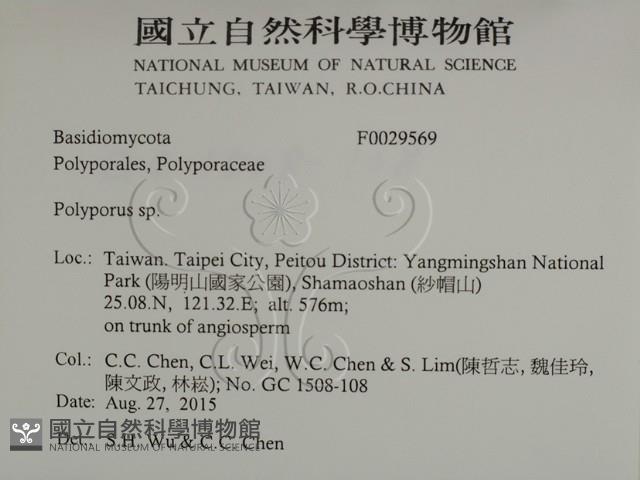 國立自然科學博物館
NATIONAL MUSEUM OF NATURAL SCIENCE
TAICHUNG, TAIWAN, R.O.CHINA
Basidiomycota F0029569
Polyporales, Polyporaceae
Polyporus sp.
Loc.: Taiwan. Taipei City, Peitou District: Yangmingshan National
Park (陽明山國家公園), Shamaoshan (紗帽山)
25.08.N, 121.32.E; alt. 576m;
on trunk of angiosperm
Col.: C.C. Chen, C.L. Wei, W.C. Chen & S. Lim(陳哲志, 魏佳玲,
陳文政, 林崧); No. GC 1508-108
Date: Aug. 27, 2015
Det.: S.H. Wu & C.C. Chen
國立自然科學博物館
NATIONAL MUSEUM OF NATURAL SCIENCE